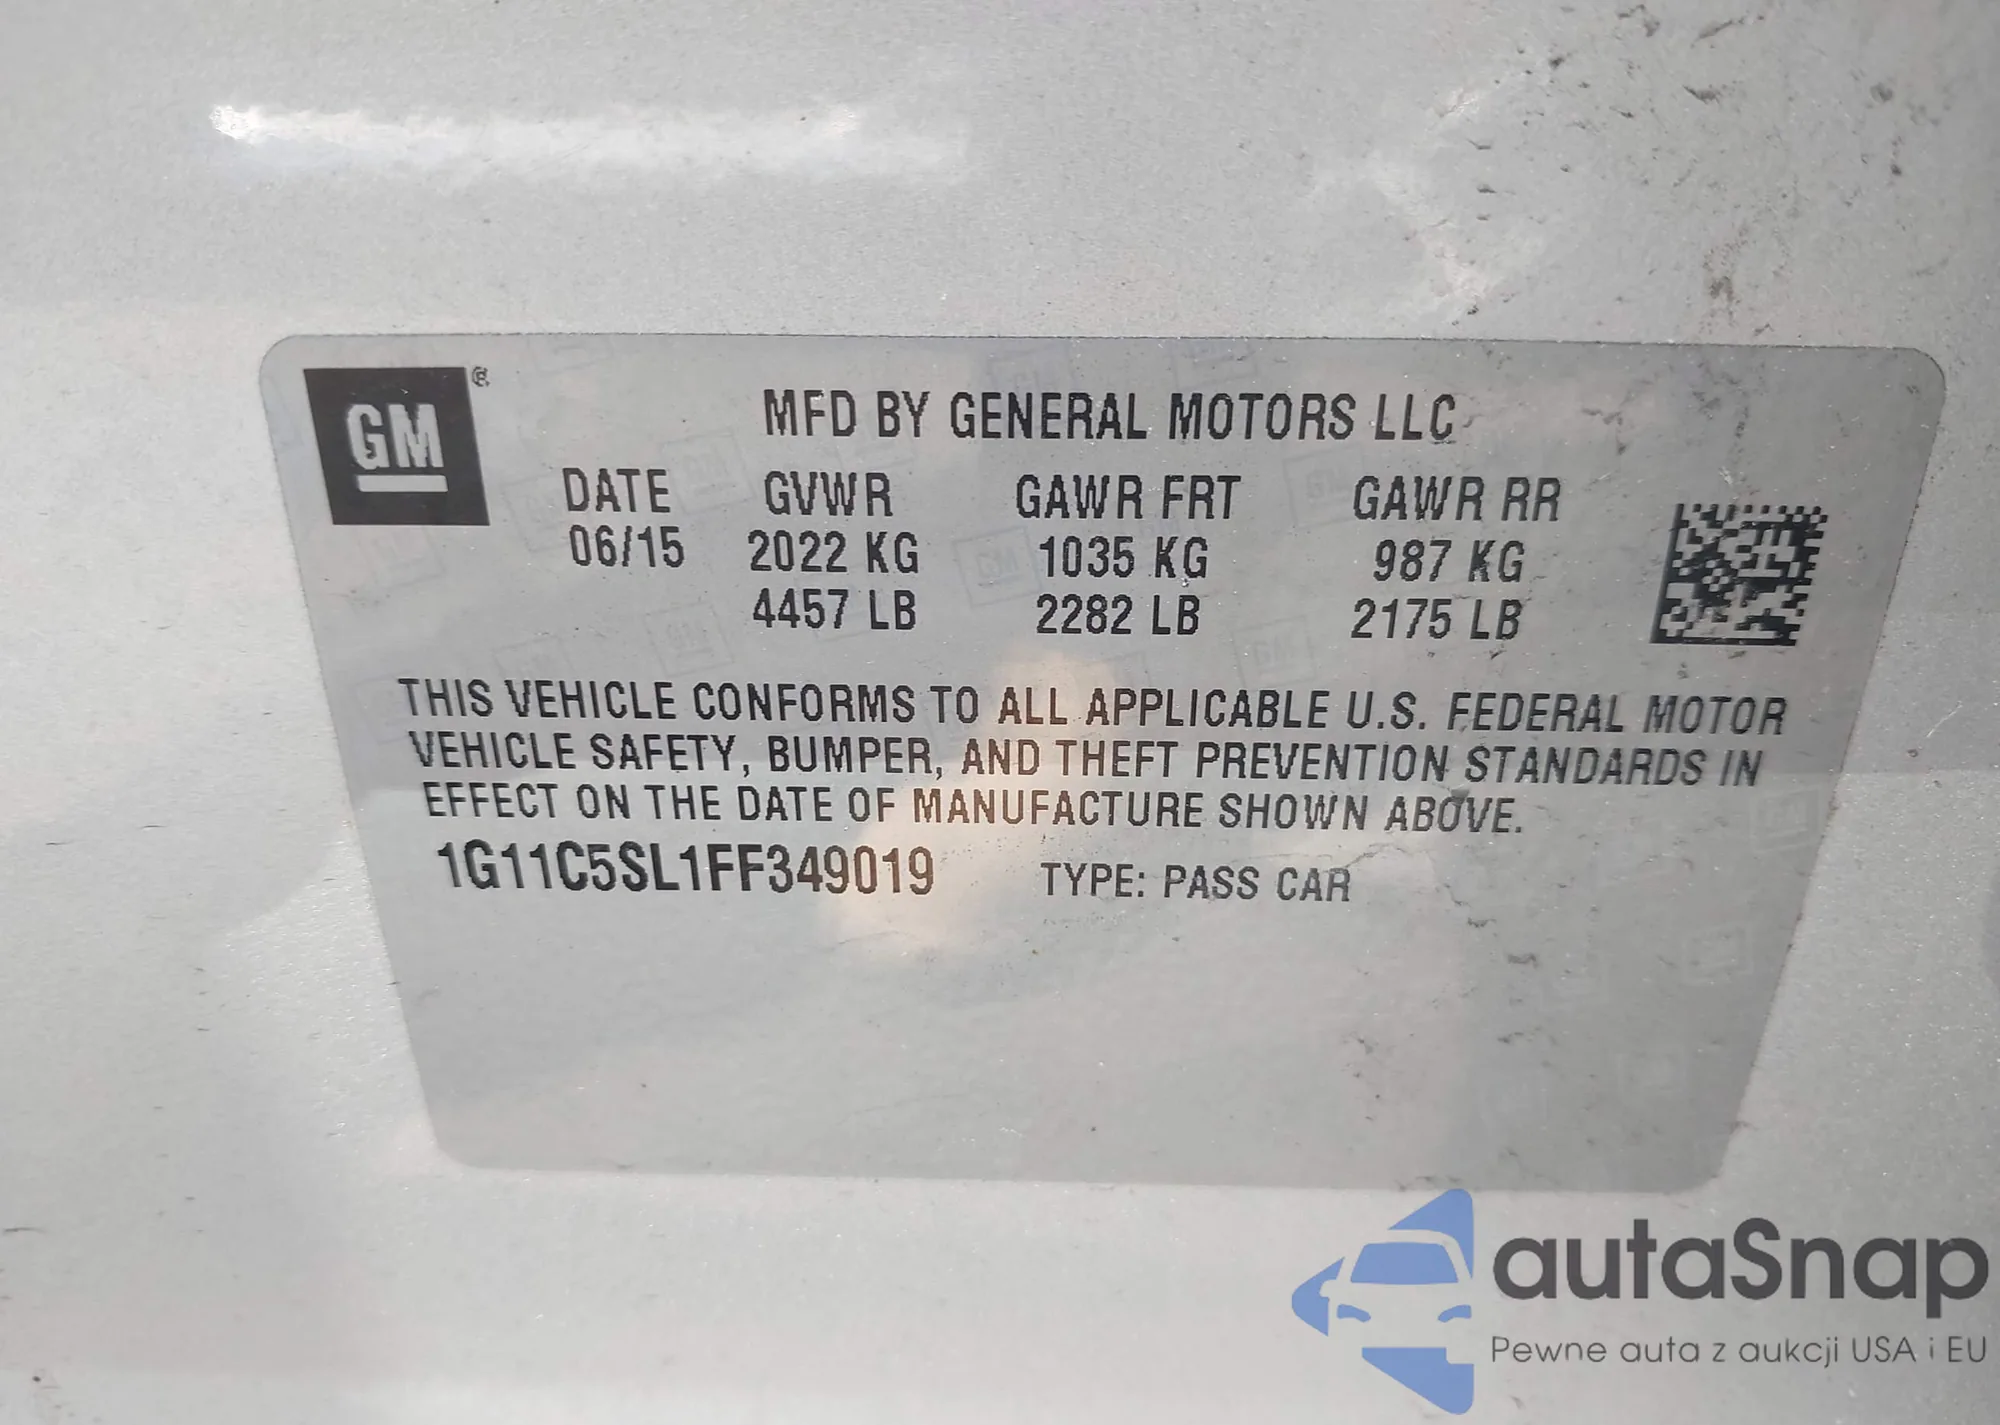 GM®
MFD BY GENERAL MOTORS LLC
DATE GVWR GAWR FRT GAWR RR
06/15 2022 KG 1035 KG 987 KG
4457 LB 2282 LB 2175 LB
THIS VEHICLE CONFORMS TO ALL APPLICABLE U.S. FEDERAL MOTOR
VEHICLE SAFETY, BUMPER, AND THEFT PREVENTION STANDARDS IN
EFFECT ON THE DATE OF MANUFACTURE SHOWN ABOVE.
1G11C5SL1FF349019 TYPE: PASS CAR
autaSnap
Pewne auta z aukcji USA i EU